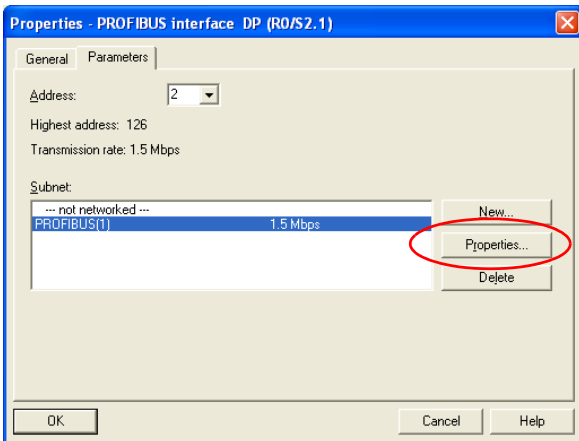 Properties - PROFIBUS interface DP (R0/S2.1)
General Parameters
Address: 2
Highest address: 126
Transmission rate: 1.5 Mbps
Subnet:
--- not networked ---
PROFIBUS(1) 1.5 Mbps
New...
Properties...
Delete
OK Cancel Help